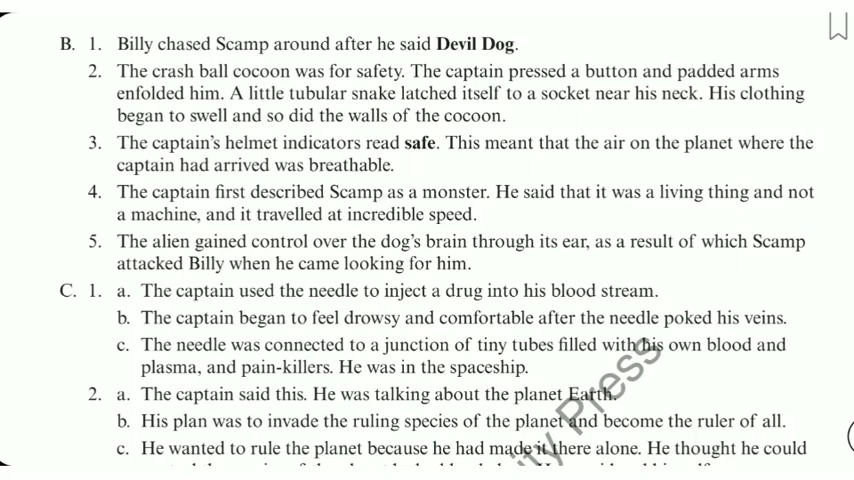 B. 1. Billy chased Scamp around after he said Devil Dog.
2. The crash ball cocoon was for safety. The captain pressed a button and padded arms
enfolded him. A little tubular snake latched itself to a socket near his neck. His clothing
began to swell and so did the walls of the cocoon.
3. The captain's helmet indicators read safe. This meant that the air on the planet where the
captain had arrived was breathable.
4. The captain first described Scamp as a monster. He said that it was a living thing and not
a machine, and it travelled at incredible speed.
5. The alien gained control over the dog's brain through its ear, as a result of which Scamp
attacked Billy when he came looking for him.
C. 1. a. The captain used the needle to inject a drug into his blood stream.
b. The captain began to feel drowsy and comfortable after the needle poked his veins.
c. The needle was connected to a junction of tiny tubes filled with his own blood and
plasma, and pain-killers. He was in the spaceship.
2. a. The captain said this. He was talking about the planet Earth.
b. His plan was to invade the ruling species of the planet and become the ruler of all.
c. He wanted to rule the planet because he had made it there alone. He thought he could
ity Press